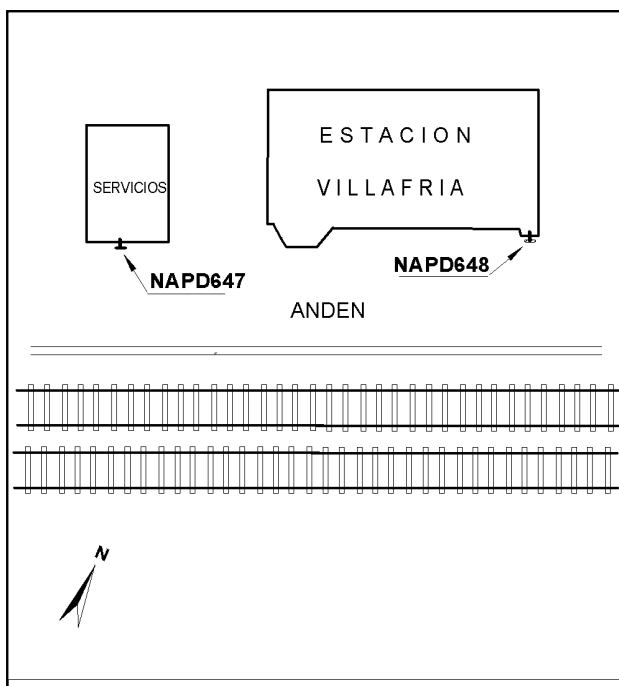 ESTACION
SERVICIOS
VILLAFRIA
NAPD647
NAPD648
ANDEN
N